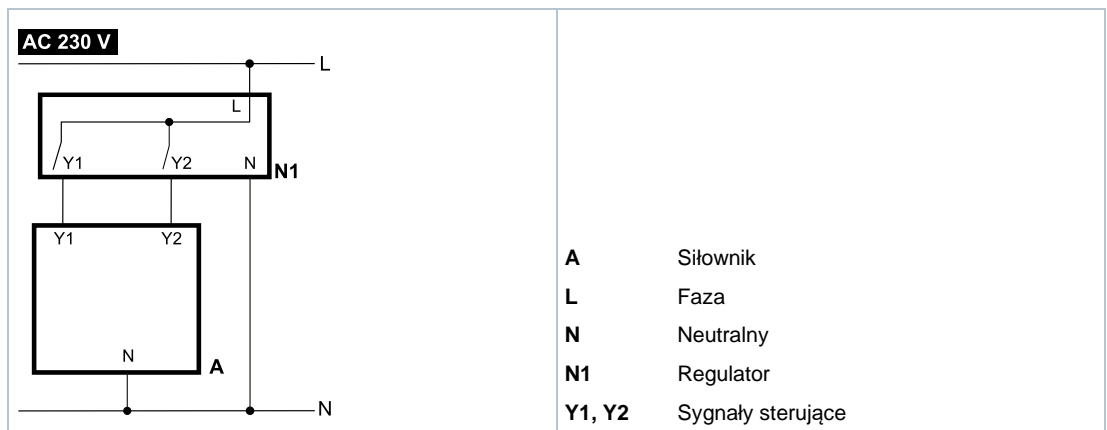 AC 230 V
L
L
Y1 Y2 N
N1
Y1 Y2
N
A
N
A Siłownik
L Faza
N Neutralny
N1 Regulator
Y1, Y2 Sygnały sterujące